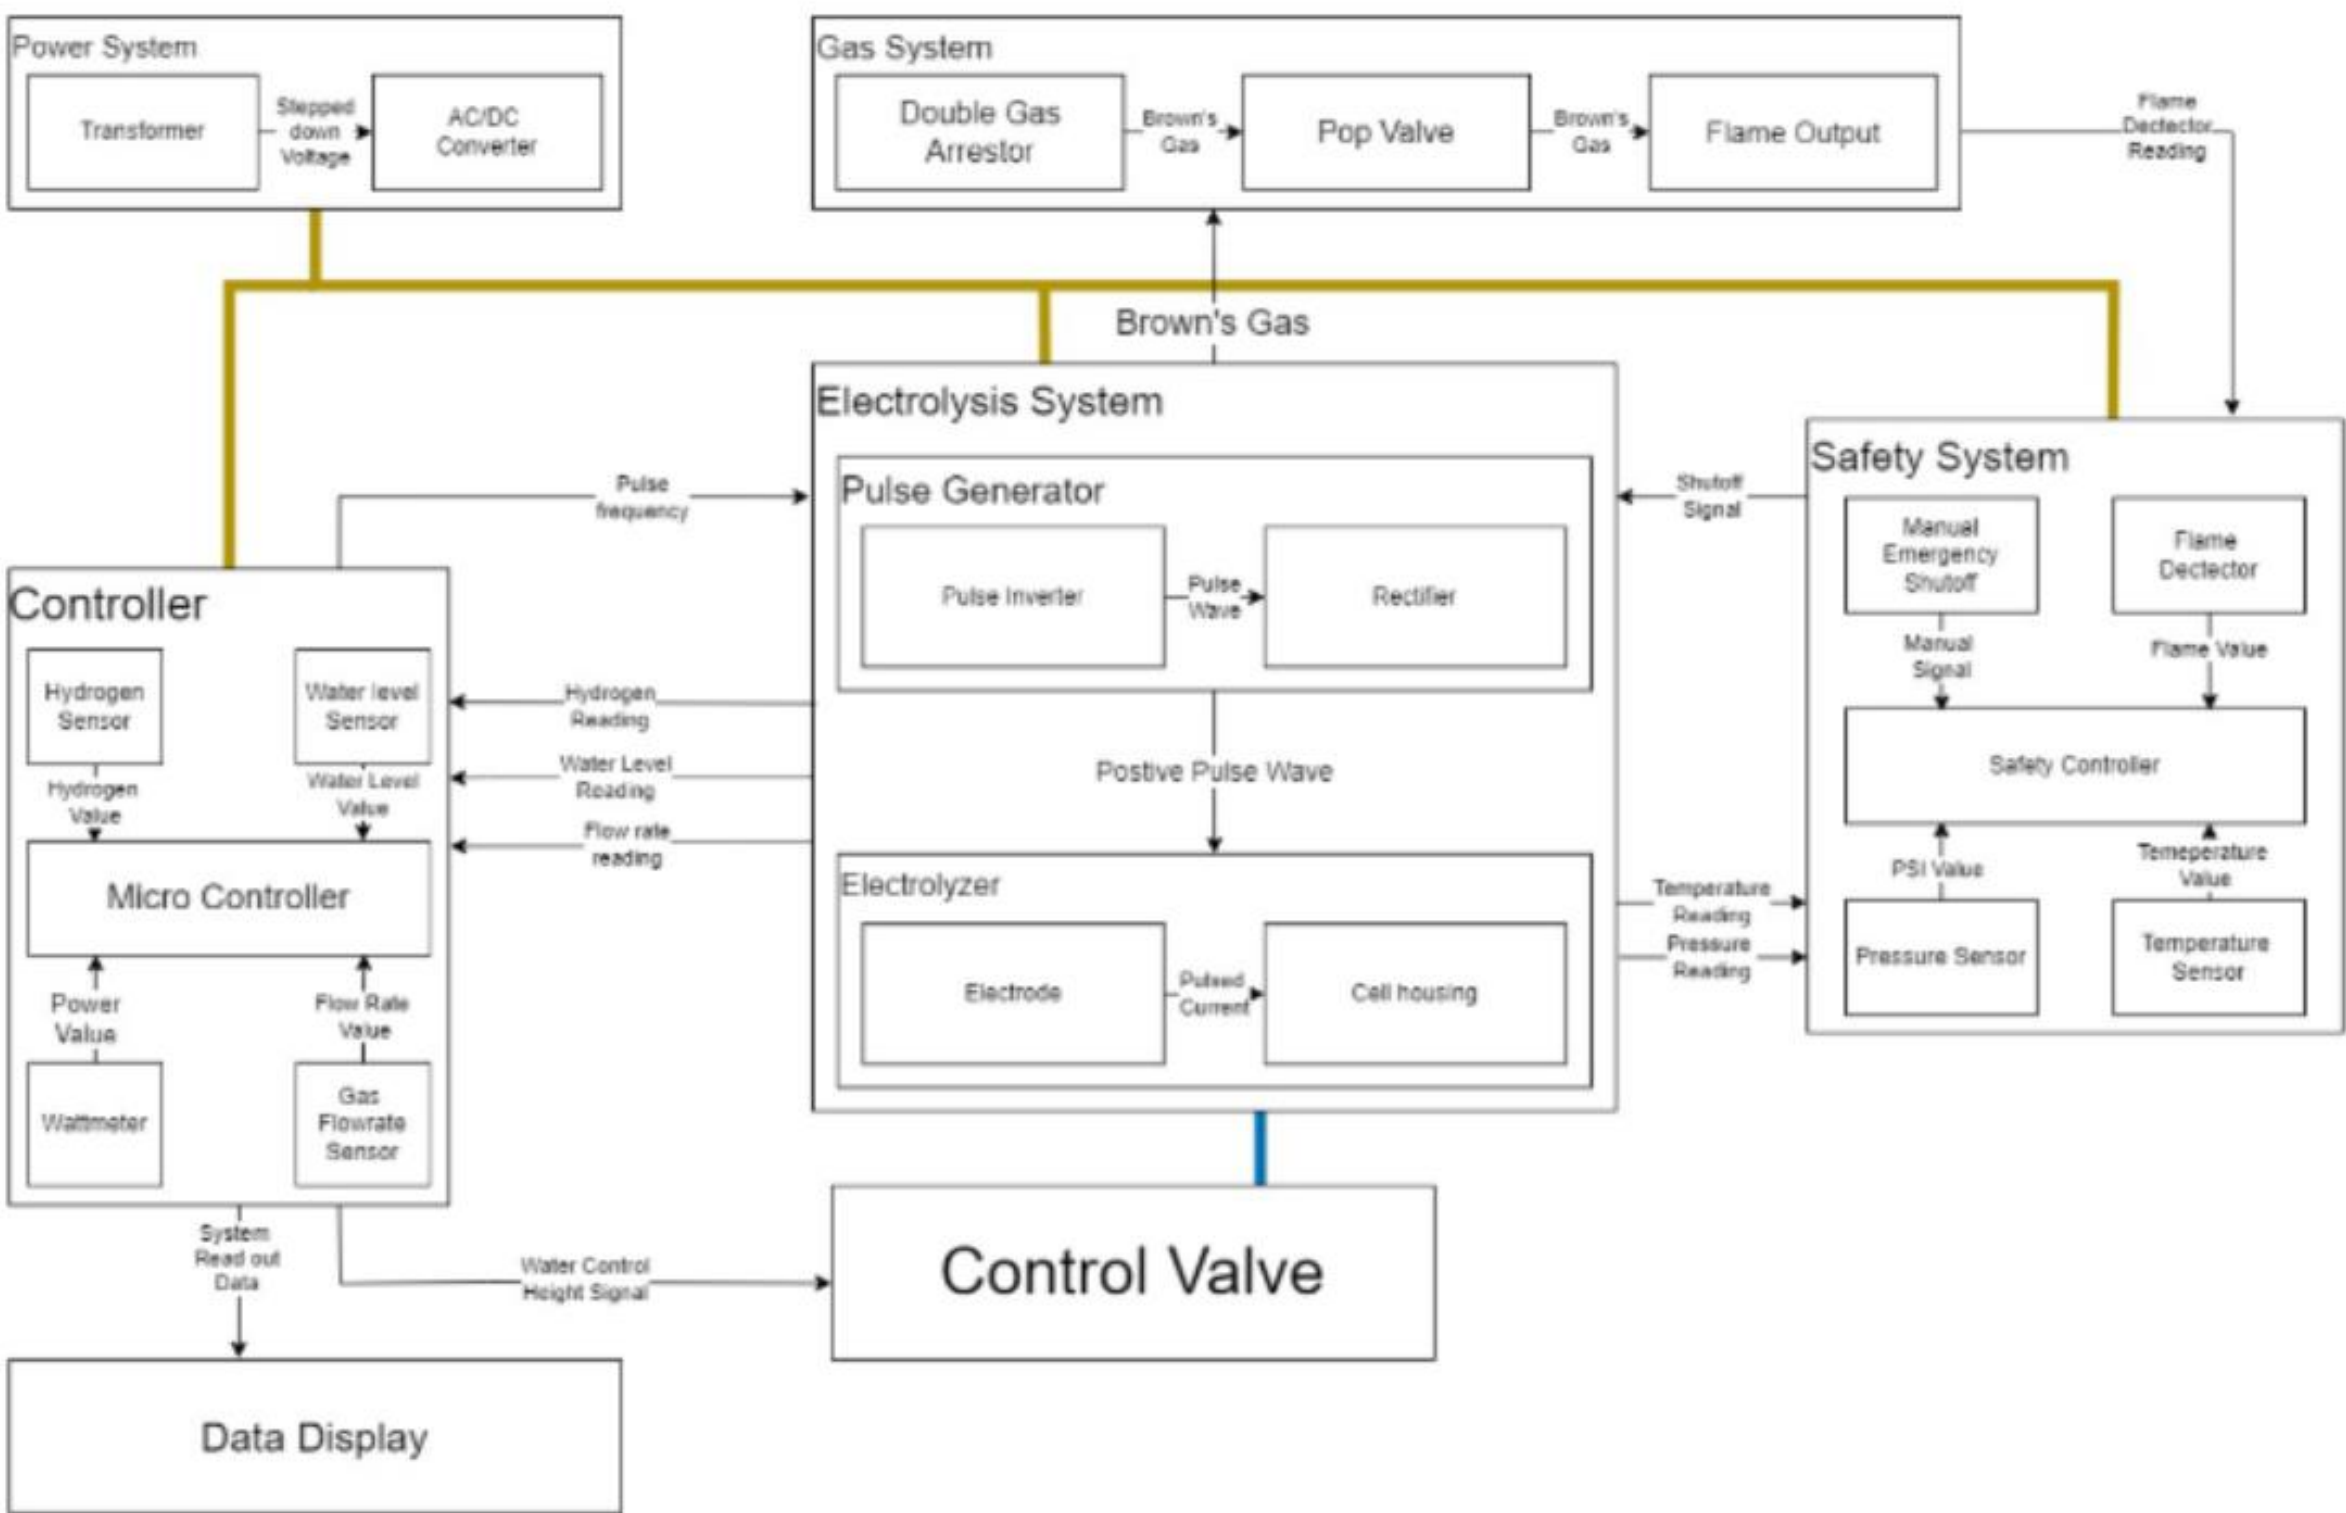 Power System
Transformer
Stepped
down
Voltage
AC/DC
Converter
Gas System
Double Gas
Arrestor
Brown's
Gas
Pop Valve
Brown's
Gas
Flame Output
Flame
Dectector
Reading
Brown's Gas
Electrolysis System
Pulse Generator
Pulse Inverter
Pulse
Wave
Rectifier
Postive Pulse Wave
Electrolyzer
Electrode
Pulsed
Current
Cell housing
Pulse
frequency
Shutoff
Signal
Safety System
Manual
Emergency
Shutoff
Flame
Dectector
Manual
Signal
Flame Value
Safety Controller
PSI Value
Temeperature
Value
Pressure Sensor
Temperature
Sensor
Temperature
Reading
Pressure
Reading
Controller
Hydrogen
Sensor
Water level
Sensor
Hydrogen
Value
Water Level
Value
Micro Controller
Power
Value
Flow Rate
Value
Wattmeter
Gas
Flowrate
Sensor
Hydrogen
Reading
Water Level
Reading
Flow rate
reading
System
Read out
Data
Water Control
Height Signal
Control Valve
Data Display